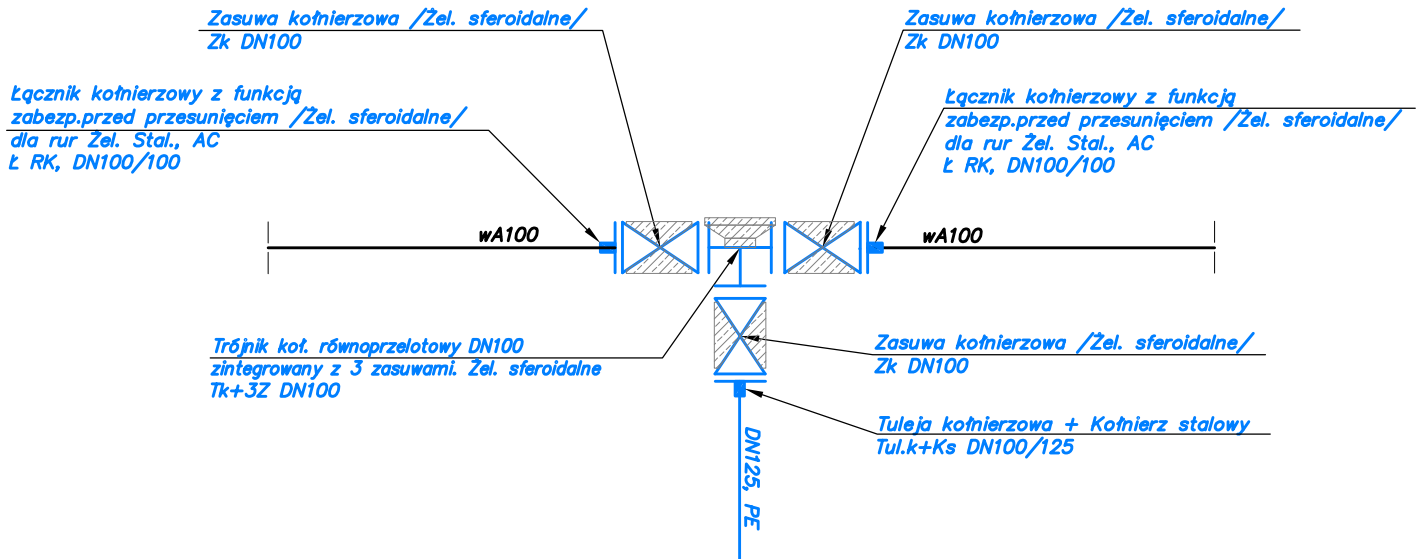 Zasuwa kołnierzowa /Żel. sferoidalne/
Zk DN100
Zasuwa kołnierzowa /Żel. sferoidalne/
Zk DN100
Łącznik kołnierzowy z funkcją
zabezp.przed przesunięciem /Żel. sferoidalne/
dla rur Żel. Stal., AC
Ł RK, DN100/100
Łącznik kołnierzowy z funkcją
zabezp.przed przesunięciem /Żel. sferoidalne/
dla rur Żel. Stal., AC
Ł RK, DN100/100
wA100
wA100
Trójnik koł. równoprzelotowy DN100
zintegrowany z 3 zasuwami. Żel. sferoidalne
Tk+3Z DN100
Zasuwa kołnierzowa /Żel. sferoidalne/
Zk DN100
Tuleja kołnierzowa + Kołnierz stalowy
Tul.k+Ks DN100/125
DN125, PE